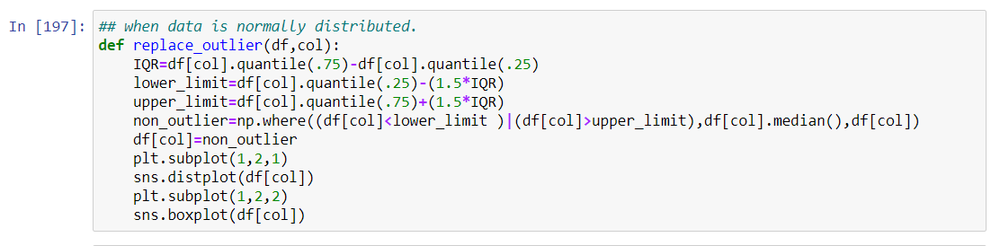 In [197]: ## when data is normally distributed.
def replace_outlier(df,col):
    IQR=df[col].quantile(.75)-df[col].quantile(.25)
    lower_limit=df[col].quantile(.25)-(1.5*IQR)
    upper_limit=df[col].quantile(.75)+(1.5*IQR)
    non_outlier=np.where((df[col]<lower_limit )|(df[col]>upper_limit),df[col].median(),df[col])
    df[col]=non_outlier
    plt.subplot(1,2,1)
    sns.distplot(df[col])
    plt.subplot(1,2,2)
    sns.boxplot(df[col])